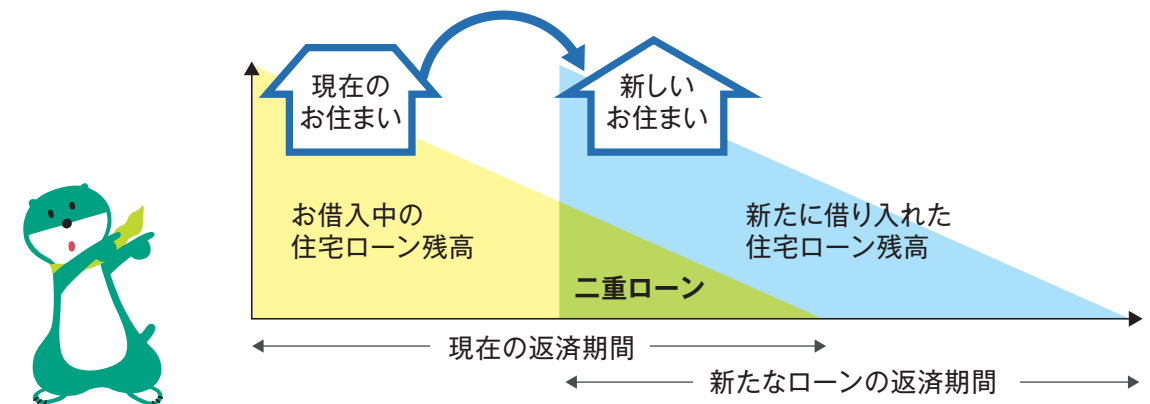 現在の
お住まい
新しい
お住まい
お借入中の
住宅ローン残高
新たに借り入れた
住宅ローン残高
二重ローン
現在の返済期間
新たなローンの返済期間